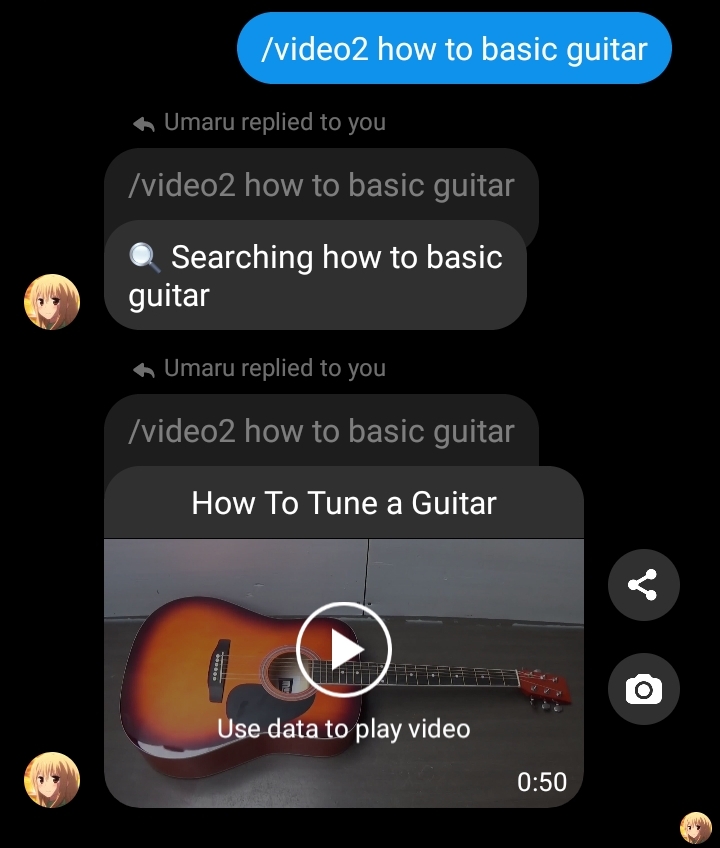 /video2 how to basic guitar
Umaru replied to you
/video2 how to basic guitar
🔍 Searching how to basic
guitar
Umaru replied to you
/video2 how to basic guitar
How To Tune a Guitar
Use data to play video
0:50